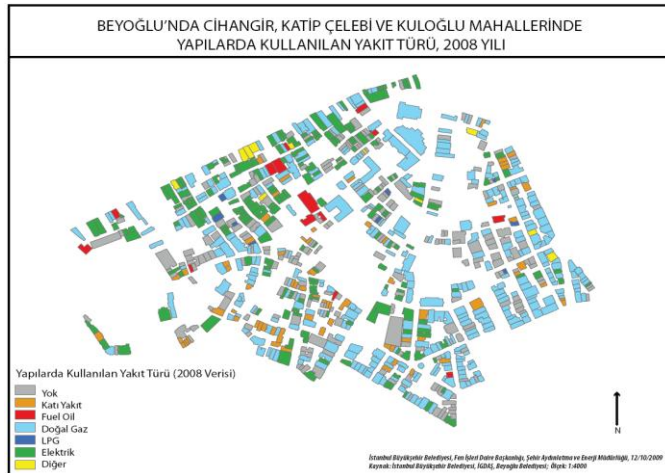 BEYOĞLU'NDA CİHANGİR, KATİP ÇELEBİ VE KULOĞLU MAHALLERİNDE
YAPILARDA KULLANILAN YAKIT TÜRÜ, 2008 YILI
Yapılarda Kullanılan Yakıt Türü (2008 Verisi)
Yok
Katı Yakıt
Fuel Oil
Doğal Gaz
LPG
Elektrik
Diğer
N
İstanbul Büyükşehir Belediyesi, Fen İşleri Daire Başkanlığı, Şehir Aydınlatma ve Enerji Müdürlüğü, 12/10/2009
Kaynak: İstanbul Büyükşehir Belediyesi, İGDAŞ, Beyoğlu Belediyesi; Ölçek: 1:4000